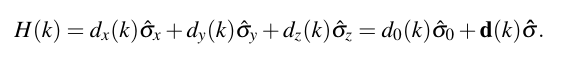 H(k) = d_x(k)σ̂_x + d_y(k)σ̂_y + d_z(k)σ̂_z = d_0(k)σ̂_0 + **d**(k)**σ̂**.